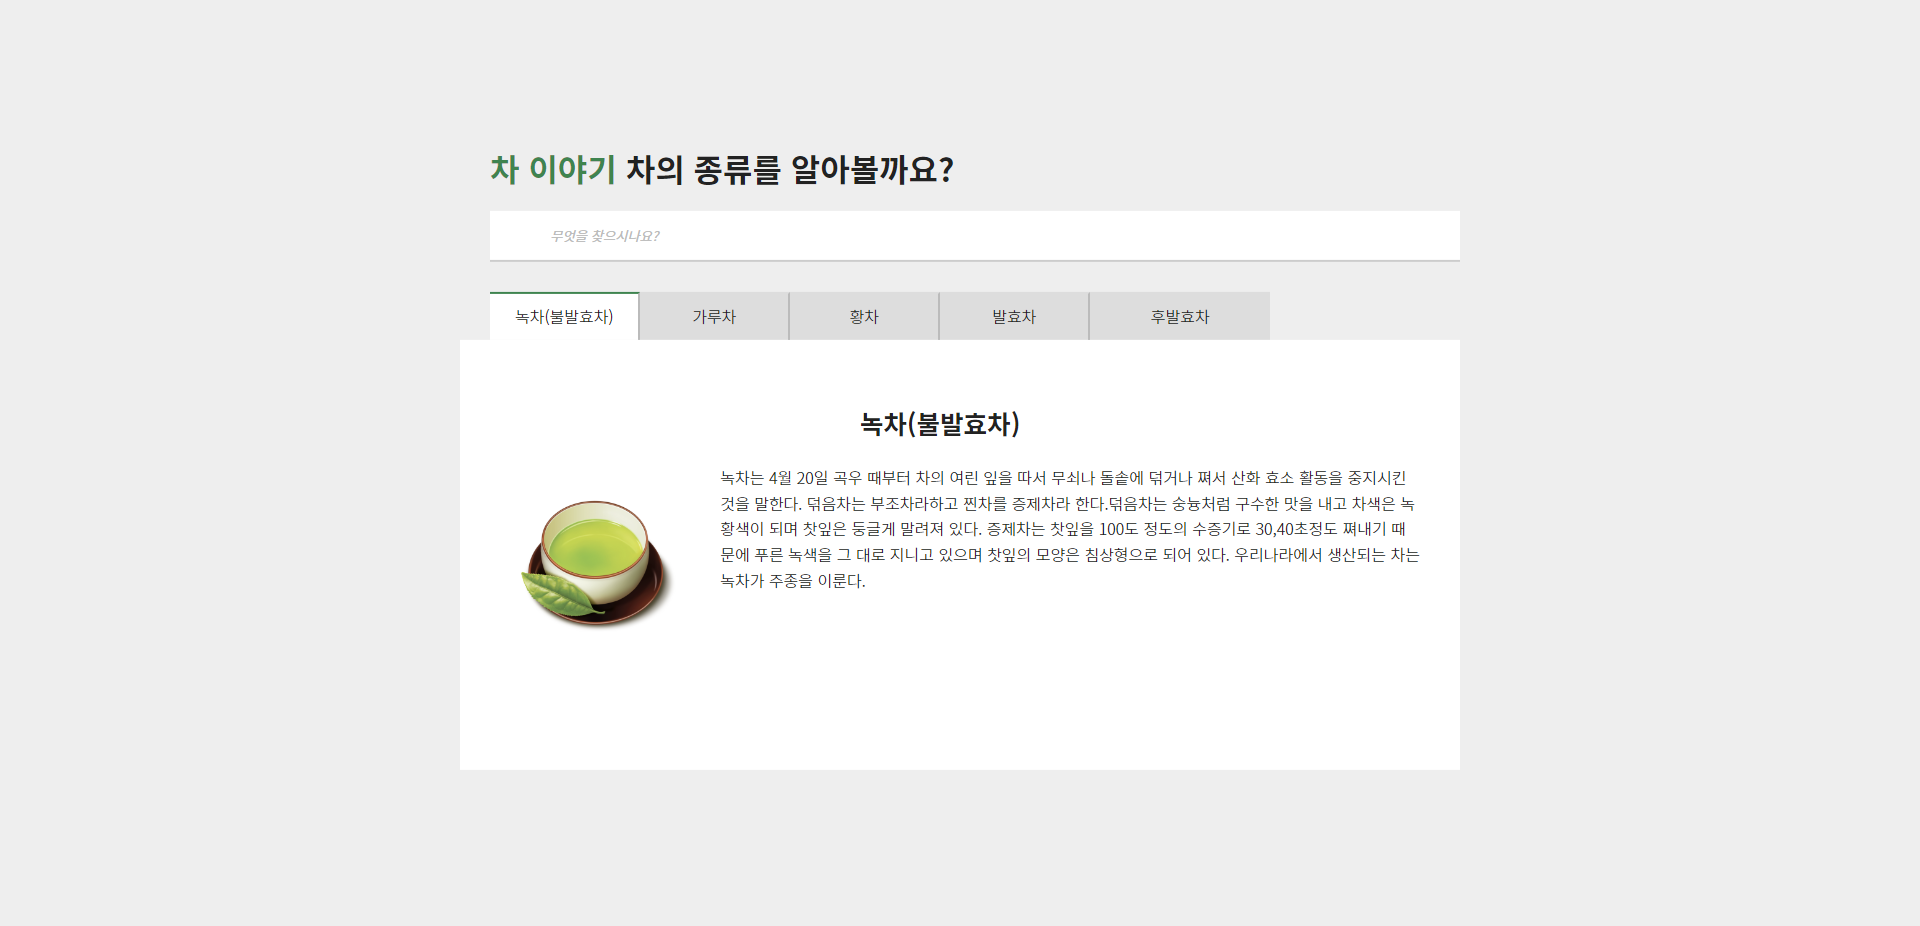 차 이야기 차의 종류를 알아볼까요?
무엇을 찾으시나요?
녹차(불발효차) 가루차 황차 발효차 후발효차
녹차(불발효차)
녹차는 4월 20일 곡우 때부터 차의 여린 잎을 따서 무쇠나 돌솥에 덖거나 쪄서 산화 효소 활동을 중지시킨
것을 말한다. 덖음차는 부조차라하고 찐차를 증제차라 한다.덖음차는 숭늉처럼 구수한 맛을 내고 차색은 녹
황색이 되며 찻잎은 둥글게 말려져 있다. 증제차는 찻잎을 100도 정도의 수증기로 30,40초정도 쪄내기 때
문에 푸른 녹색을 그 대로 지니고 있으며 찻잎의 모양은 침상형으로 되어 있다. 우리나라에서 생산되는 차는
녹차가 주종을 이룬다.